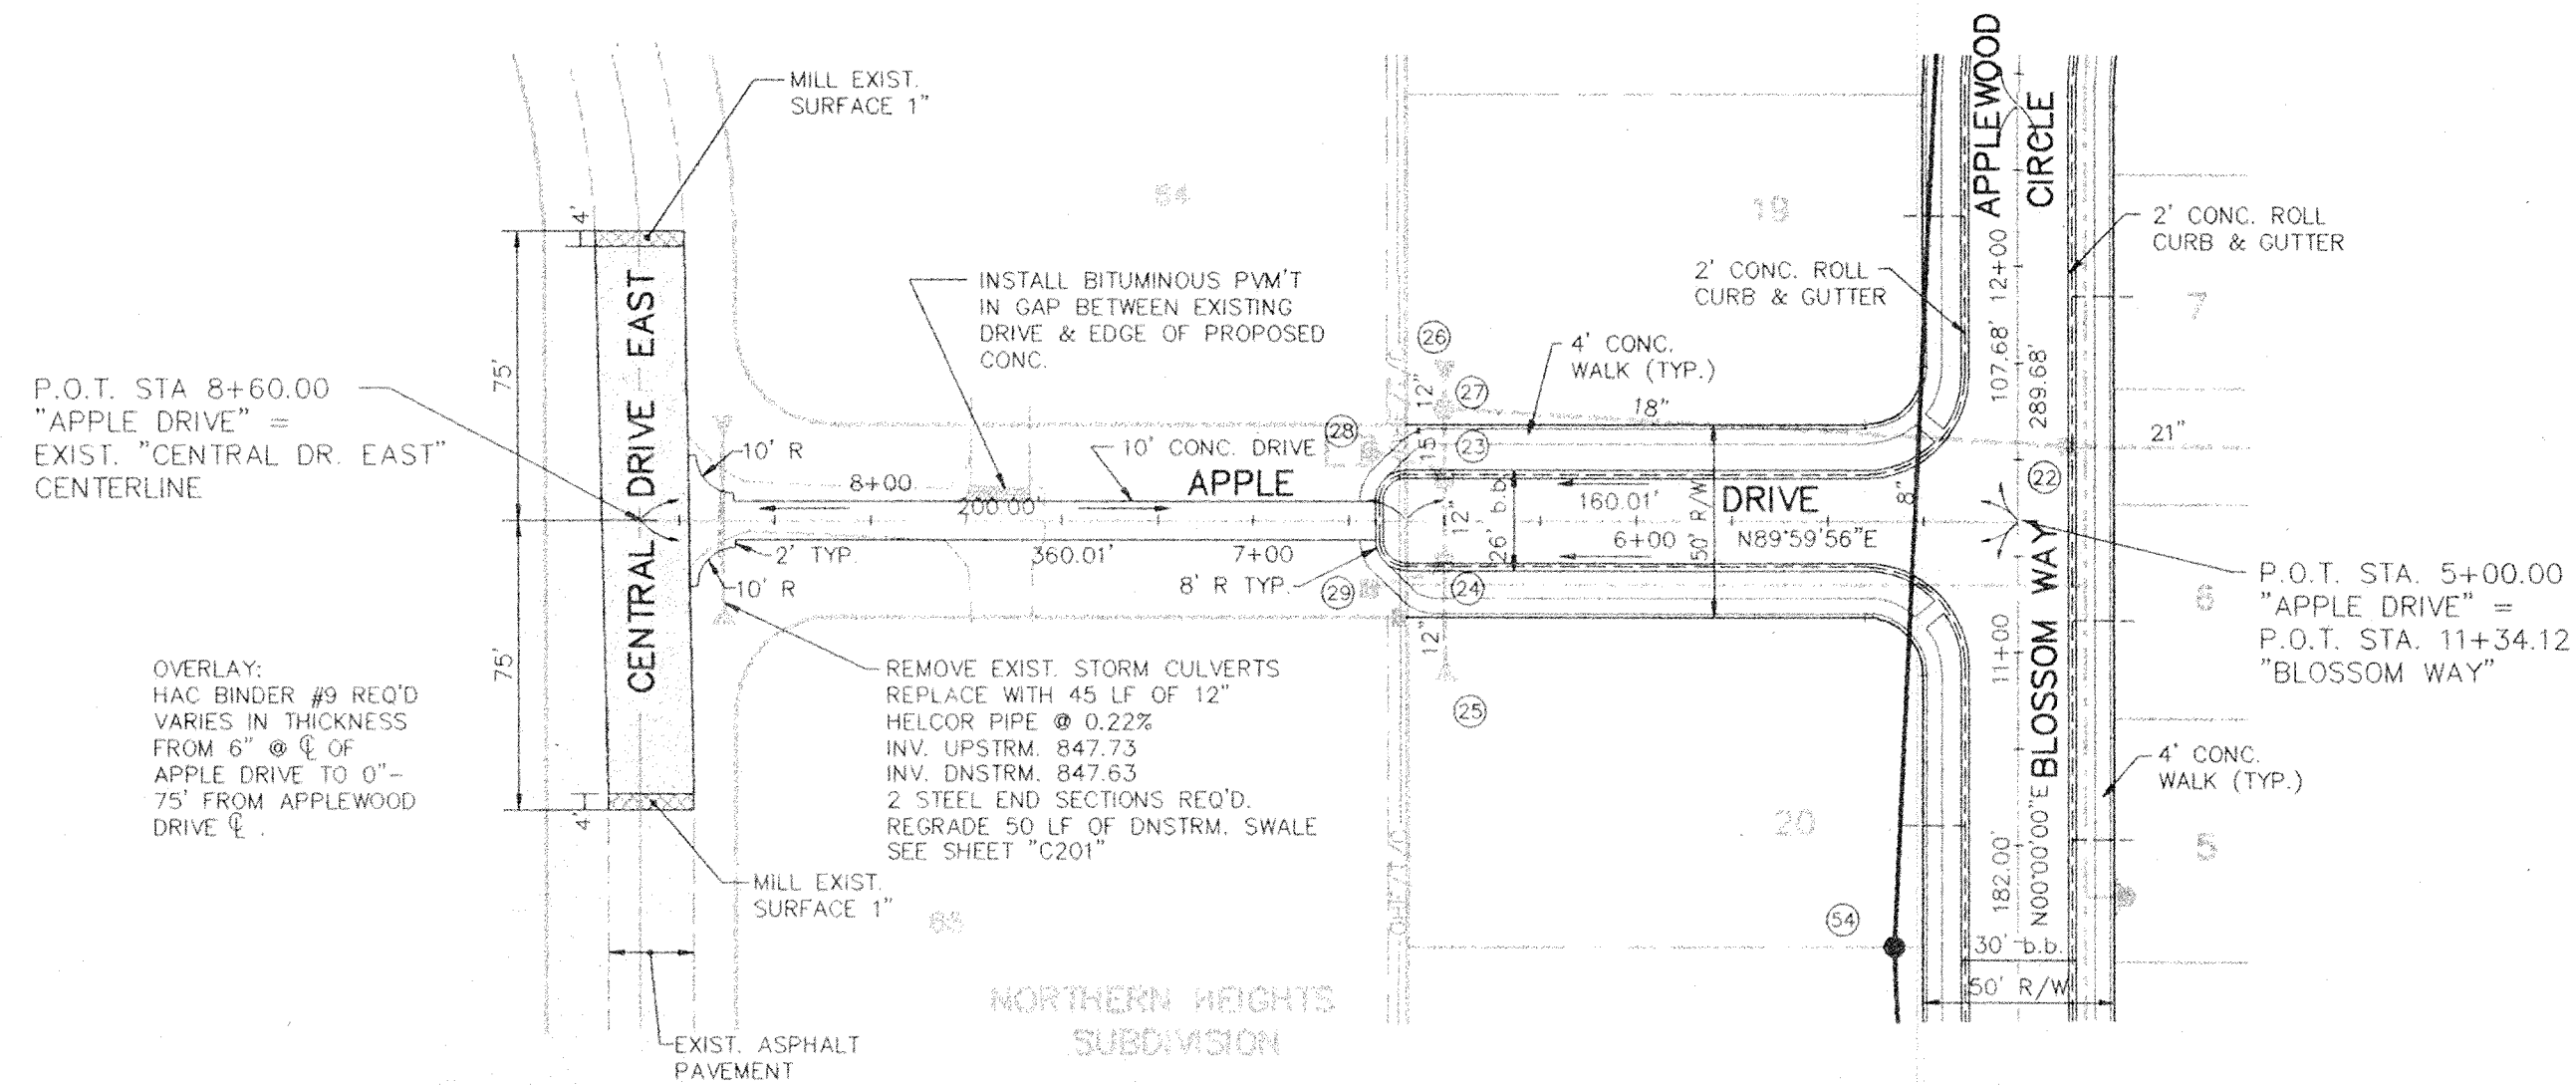 MILL EXIST.
SURFACE 1"
APPLEWOOD
CIRCLE
64
19
4'
75'
CENTRAL DRIVE EAST
INSTALL BITUMINOUS PVM'T
IN GAP BETWEEN EXISTING
DRIVE & EDGE OF PROPOSED
CONC.
2' CONC. ROLL
CURB & GUTTER
2' CONC. ROLL
CURB & GUTTER
12+00
107.68'
289.68'
7
26
12"
4' CONC.
WALK (TYP.)
27
18"
P.O.T. STA 8+60.00
"APPLE DRIVE" =
EXIST. "CENTRAL DR. EAST"
CENTERLINE
10' R
28
15
23
10' CONC. DRIVE
21"
22
8+00
APPLE
200.00'
12"
26' b.b.
160.01'
50' R/W
DRIVE
8"
2' TYP.
360.01'
7+00
6+00
N89°59'56"E
10' R
8' R TYP.
29
24
12"
25
6
P.O.T. STA. 5+00.00
"APPLE DRIVE" =
P.O.T. STA. 11+34.12
"BLOSSOM WAY"
75'
OVERLAY:
HAC BINDER #9 REQ'D
VARIES IN THICKNESS
FROM 6" @ ℄ OF
APPLE DRIVE TO 0"-
75' FROM APPLEWOOD
DRIVE ℄ .
4'
REMOVE EXIST. STORM CULVERTS
REPLACE WITH 45 LF OF 12"
HELCOR PIPE @ 0.22%
INV. UPSTRM. 847.73
INV. DNSTRM. 847.63
2 STEEL END SECTIONS REQ'D.
REGRADE 50 LF OF DNSTRM. SWALE
SEE SHEET "C201"
11+00
BLOSSOM WAY
N00°00'00"E
182.00'
4' CONC.
WALK (TYP.)
20
5
MILL EXIST.
SURFACE 1"
54
30' b.b.
50' R/W
NORTHERN HEIGHTS
SUBDIVISION
EXIST. ASPHALT
PAVEMENT